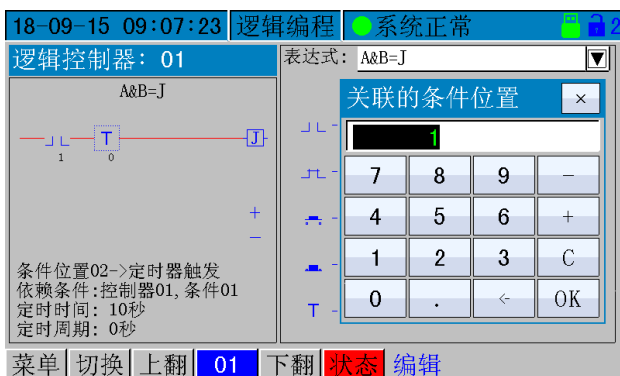 18-09-15 09:07:23 逻辑编程 系统正常 2
逻辑控制器: 01
表达式: A&B=J
A&B=J
关联的条件位置 ×
1
T J
1 0
7 8 9 －
4 5 6 +
1 2 3 C
0 . <- OK
T
+
－
条件位置02->定时器触发
依赖条件:控制器01,条件01
定时时间: 10秒
定时周期: 0秒
菜单 切换 上翻 01 下翻 状态 编辑